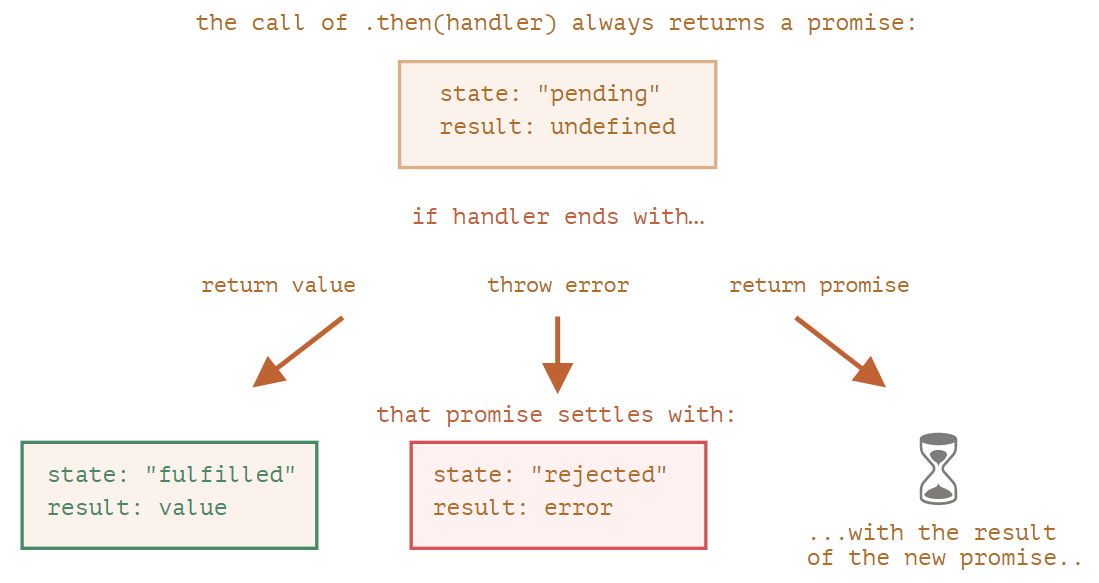 the call of .then(handler) always returns a promise:
state: "pending"
result: undefined
if handler ends with…
return value
throw error
return promise
that promise settles with:
state: "fulfilled"
result: value
state: "rejected"
result: error
...with the result
of the new promise..